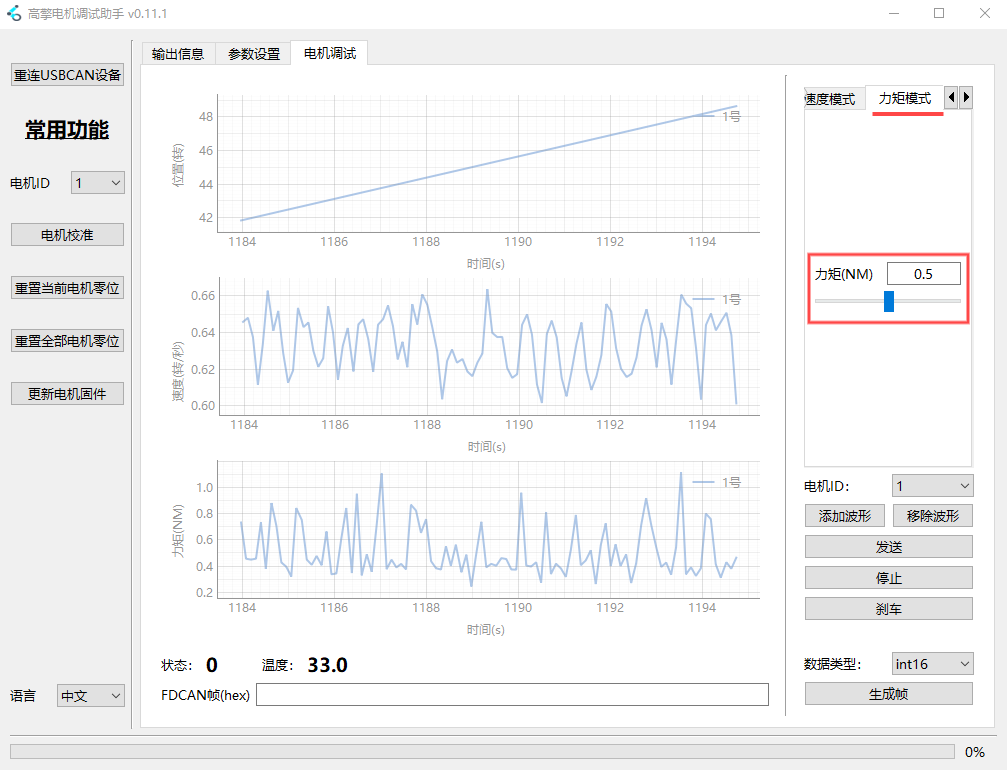 高擎电机调试助手 v0.11.1
重连USBCAN设备
常用功能
电机ID 1
电机校准
重置当前电机零位
重置全部电机零位
更新电机固件
语言 中文
输出信息 参数设置 电机调试
位置(转)
48
46
44
42
1184 1186 1188 1190 1192 1194
时间(s)
1号
速度(转/秒)
0.66
0.64
0.62
0.60
1184 1186 1188 1190 1192 1194
时间(s)
1号
力矩(NM)
1.0
0.8
0.6
0.4
0.2
1184 1186 1188 1190 1192 1194
时间(s)
1号
状态: 0 温度: 33.0
FDCAN帧(hex)
速度模式 力矩模式
力矩(NM) 0.5
电机ID: 1
添加波形 移除波形
发送
停止
刹车
数据类型: int16
生成帧
0%